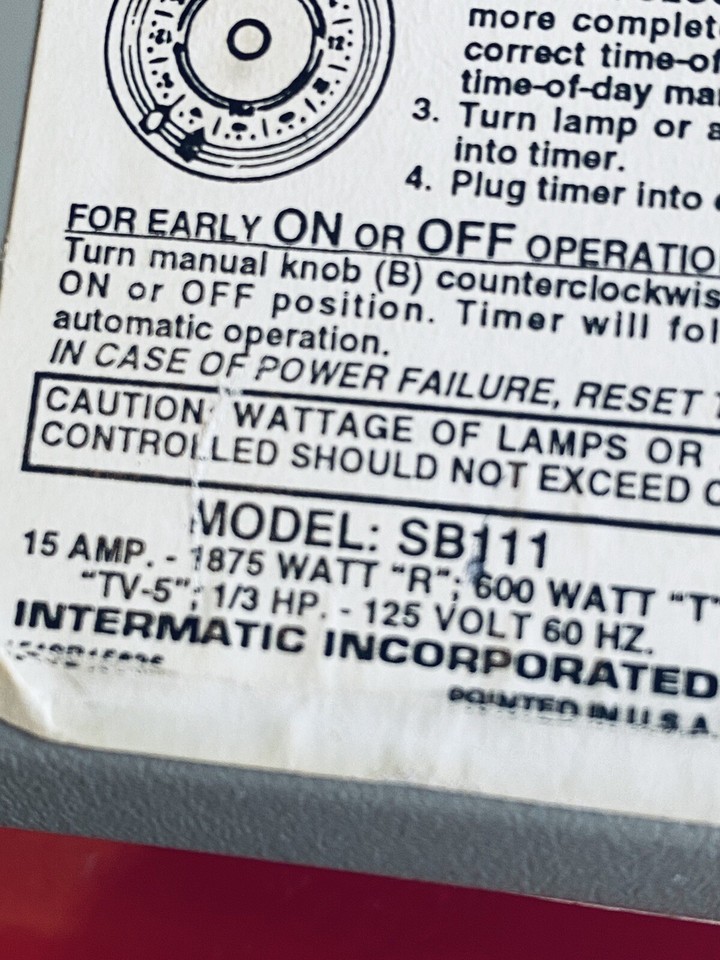 12
more complet
correct time-of
time-of-day ma
3. Turn lamp or a
into timer.
4. Plug timer into
FOR EARLY ON OR OFF OPERATIO
Turn manual knob (B) counterclockwis
ON or OFF position. Timer will fol
automatic operation.
IN CASE OF POWER FAILURE, RESET
CAUTION: WATTAGE OF LAMPS OR
CONTROLLED SHOULD NOT EXCEED
MODEL: SB111
15 AMP. - 1875 WATT "R"; 600 WATT "T"
"TV-5"; 1/3 HP. - 125 VOLT 60 HZ.
INTERMATIC INCORPORATED
PRINTED IN U.S.A.